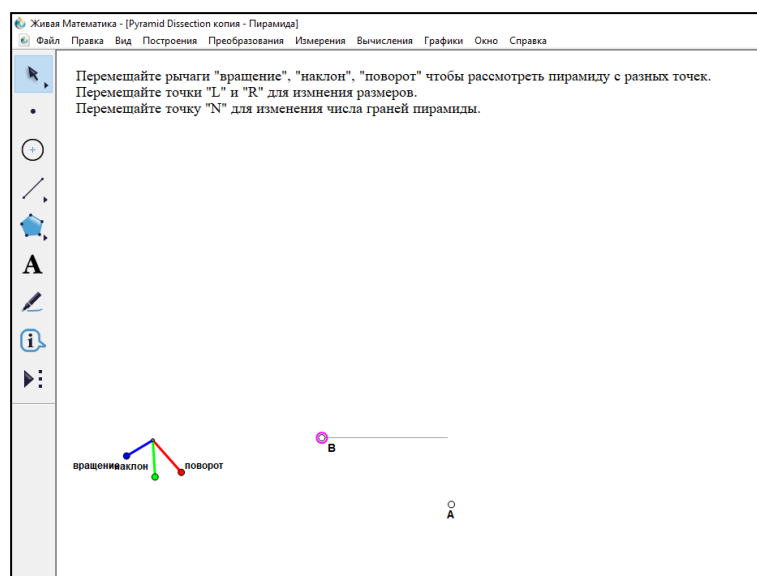 Живая Математика - [Pyramid Dissection копия - Пирамида]
Файл Правка Вид Построения Преобразования Измерения Вычисления Графики Окно Справка
Перемещайте рычаги "вращение", "наклон", "поворот" чтобы рассмотреть пирамиду с разных точек.
Перемещайте точки "L" и "R" для измнения размеров.
Перемещайте точку "N" для изменения числа граней пирамиды.
A
B
вращение наклон поворот
A